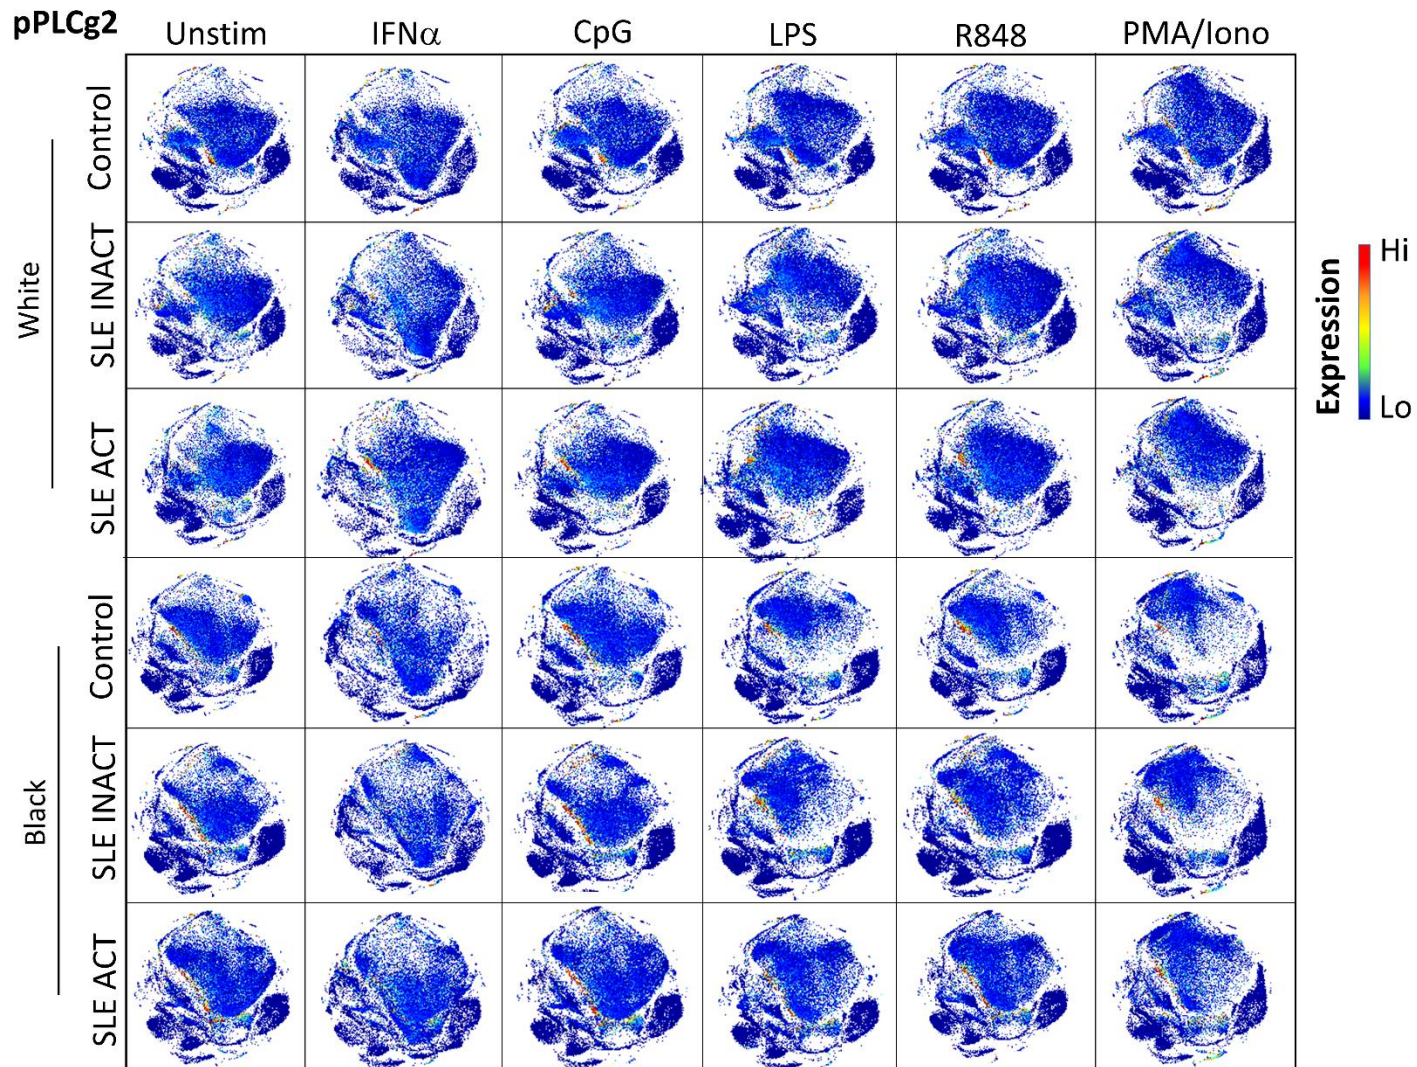 pPLCg2
Unstim IFNα CpG LPS R848 PMA/Iono
White
Control
SLE INACT
SLE ACT
Black
Control
SLE INACT
SLE ACT
Expression
Hi
Lo